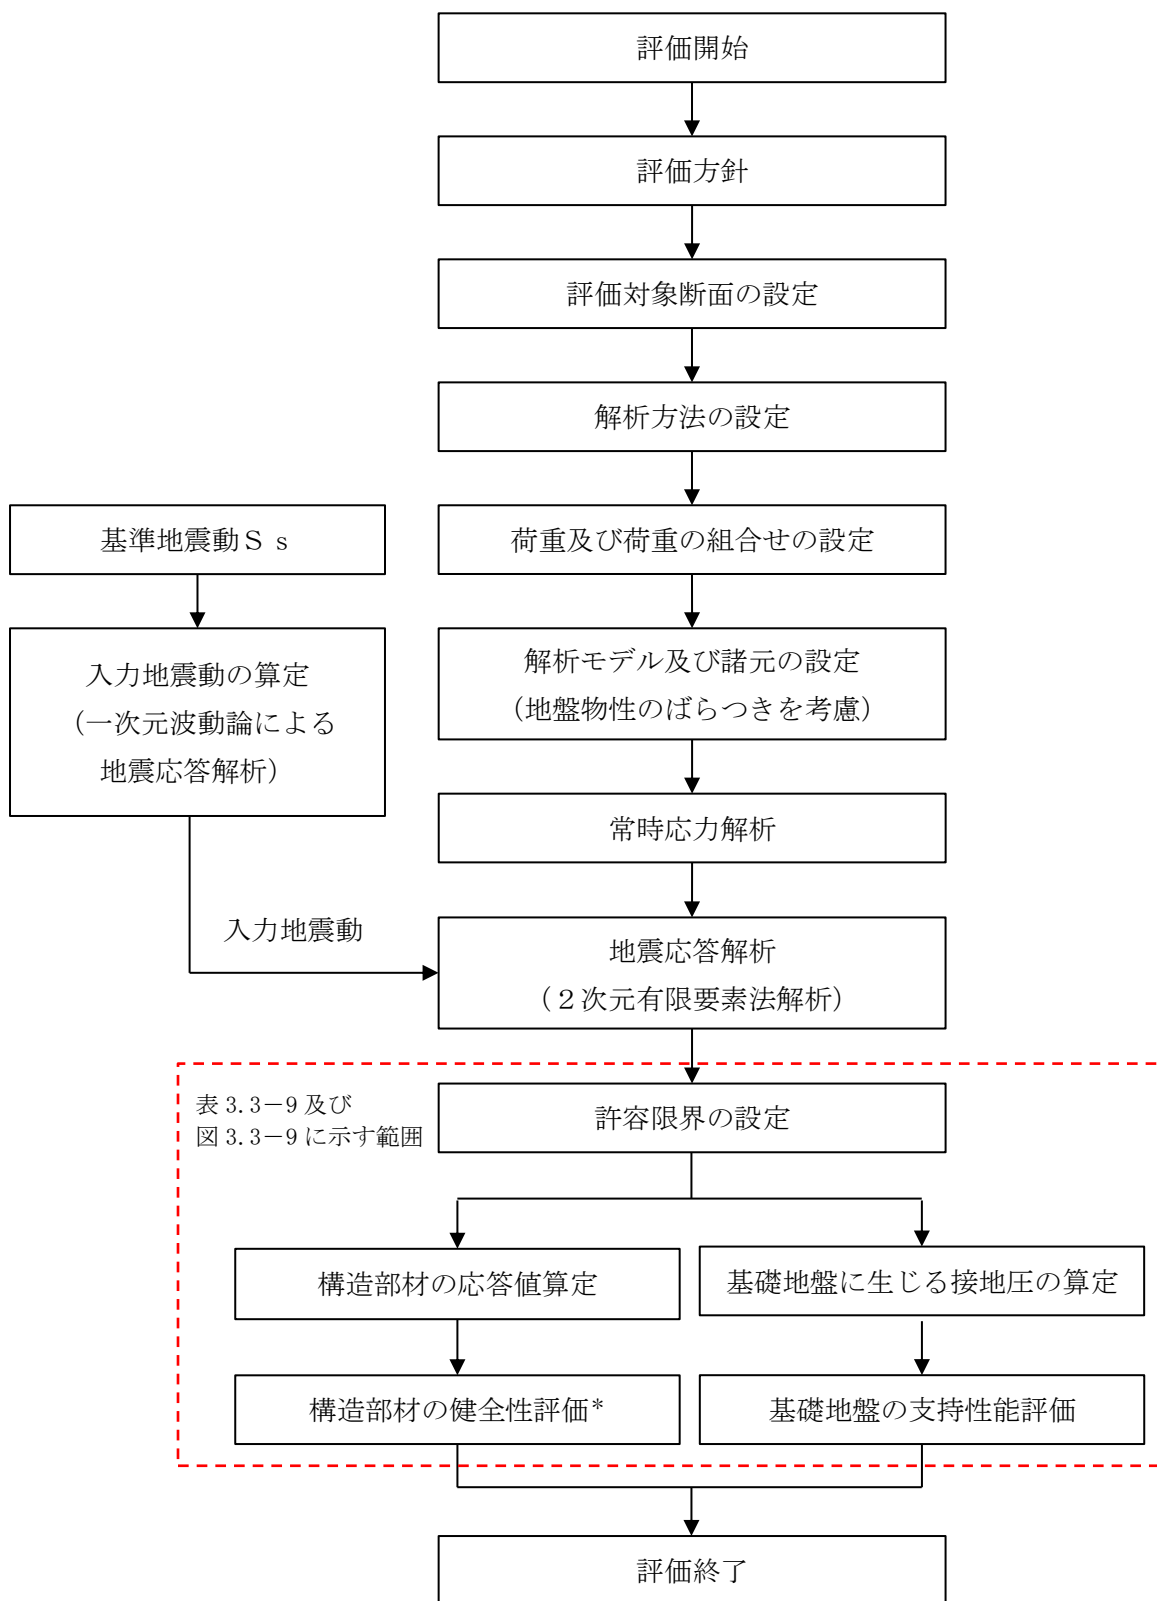 評価開始
評価方針
評価対象断面の設定
解析方法の設定
基準地震動Ｓｓ
荷重及び荷重の組合せの設定
入力地震動の算定
（一次元波動論による
地震応答解析）
解析モデル及び諸元の設定
（地盤物性のばらつきを考慮）
常時応力解析
入力地震動
地震応答解析
（２次元有限要素法解析）
表 3.3－9 及び
図 3.3－9 に示す範囲
許容限界の設定
構造部材の応答値算定
基礎地盤に生じる接地圧の算定
構造部材の健全性評価*
基礎地盤の支持性能評価
評価終了